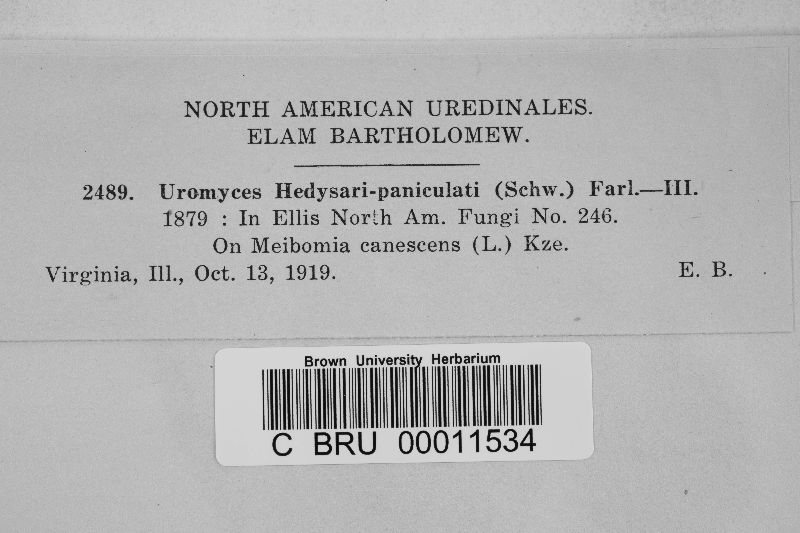 NORTH AMERICAN UREDINALES.
ELAM BARTHOLOMEW.
2489. Uromyces Hedysari-paniculati (Schw.) Farl.—III.
1879 : In Ellis North Am. Fungi No. 246.
On Meibomia canescens (L.) Kze.
Virginia, Ill., Oct. 13, 1919. E. B.
Brown University Herbarium
C BRU 00011534